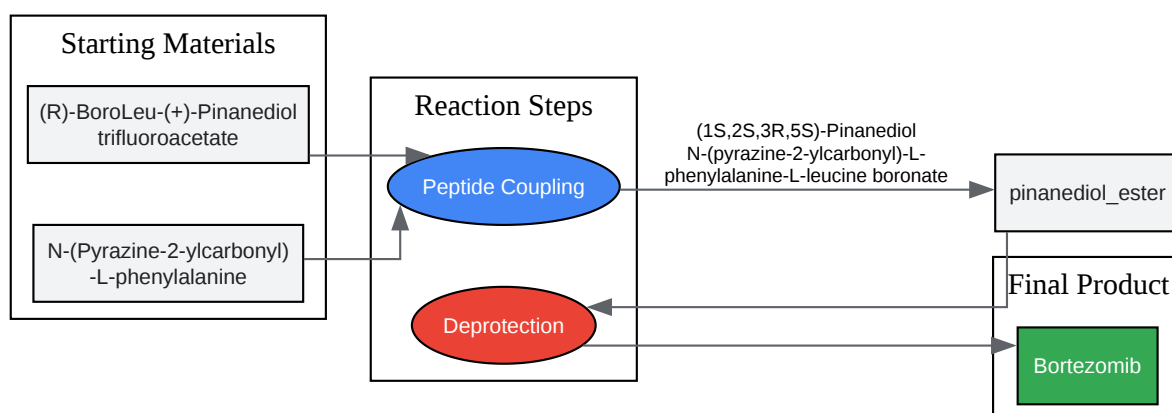 Starting Materials
(R)-BoroLeu-(+)-Pinanediol
trifluoroacetate
N-(Pyrazine-2-ylcarbonyl)
-L-phenylalanine
Reaction Steps
Peptide Coupling
Deprotection
(1S,2S,3R,5S)-Pinanediol
N-(pyrazine-2-ylcarbonyl)-L-
phenylalanine-L-leucine boronate
pinanediol_ester
Final Product
Bortezomib